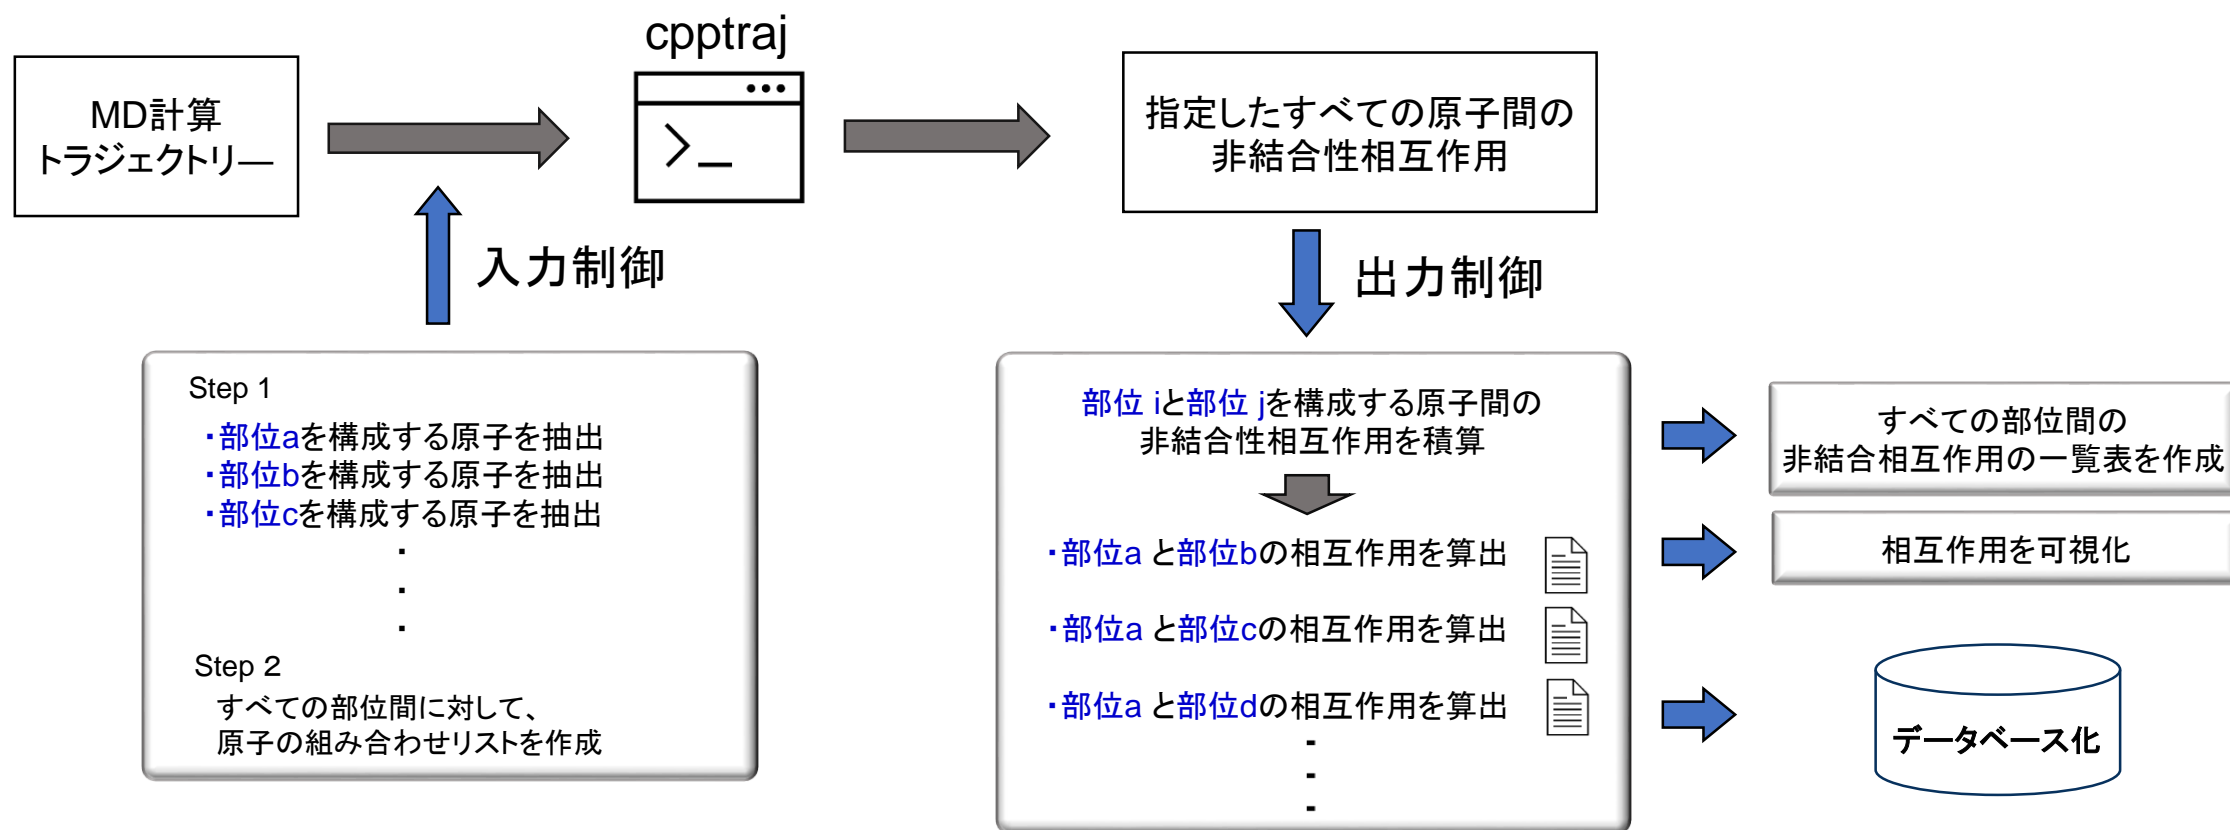 cpptraj
MD計算
トラジェクトリ―
>_
指定したすべての原子間の
非結合性相互作用
入力制御
出力制御
Step 1
・部位aを構成する原子を抽出
・部位bを構成する原子を抽出
・部位cを構成する原子を抽出
・
・
・
Step ２
すべての部位間に対して、
原子の組み合わせリストを作成
部位 iと部位 jを構成する原子間の
非結合性相互作用を積算
・部位a と部位bの相互作用を算出
・部位a と部位cの相互作用を算出
・部位a と部位dの相互作用を算出
-
-
-
すべての部位間の
非結合相互作用の一覧表を作成
相互作用を可視化
データベース化